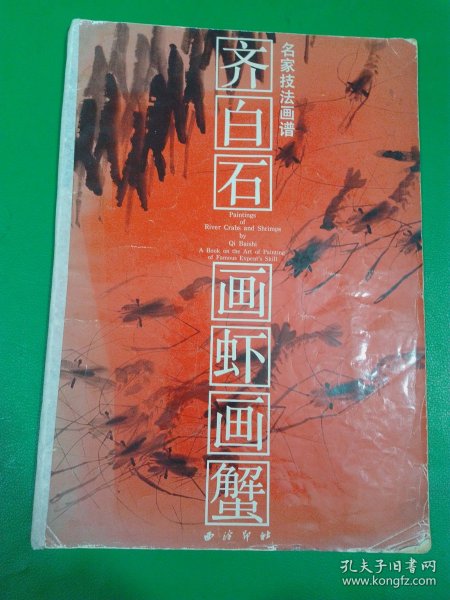 名家技法画谱
齐白石
Paintings
of
River Crabs and Shrimps
by
Qi Baishi
A Book on the Art of Painting
of Famous Expert's Skill
画虾画蟹
西泠印社
孔夫子旧书网
www.kongfz.com